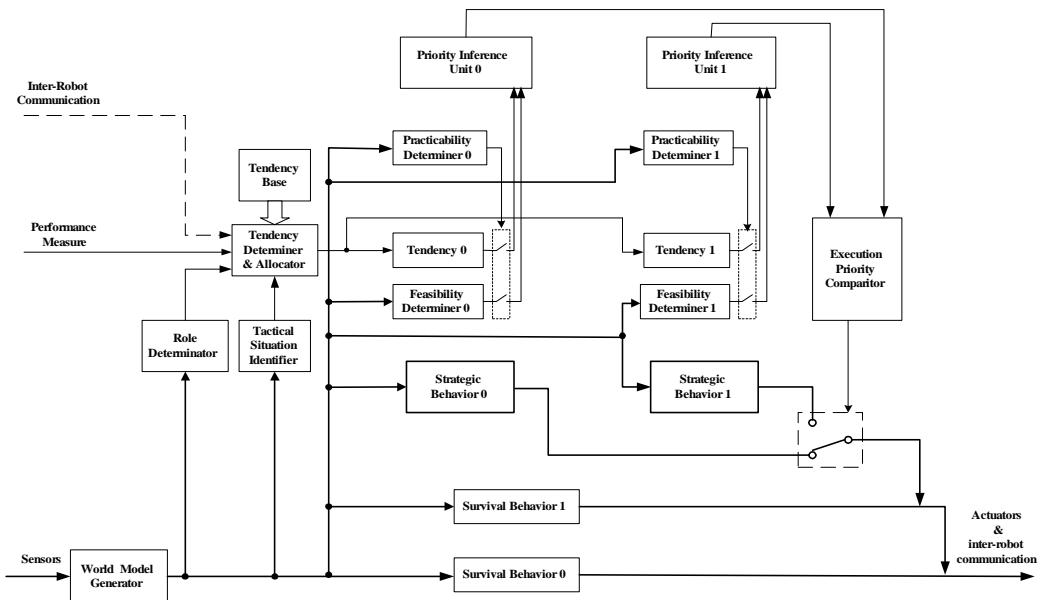 Priority Inference
Unit 0
Priority Inference
Unit 1
Inter-Robot
Communication
Practicability
Determiner 0
Practicability
Determiner 1
Tendency
Base
Performance
Measure
Tendency
Determiner
& Allocator
Tendency 0
Tendency 1
Execution
Priority
Comparitor
Feasibility
Determiner 0
Feasibility
Determiner 1
Role
Determinator
Tactical
Situation
Identifier
Strategic
Behavior 0
Strategic
Behavior 1
Survival Behavior 1
Actuators
&
inter-robot
communication
Sensors
World Model
Generator
Survival Behavior 0